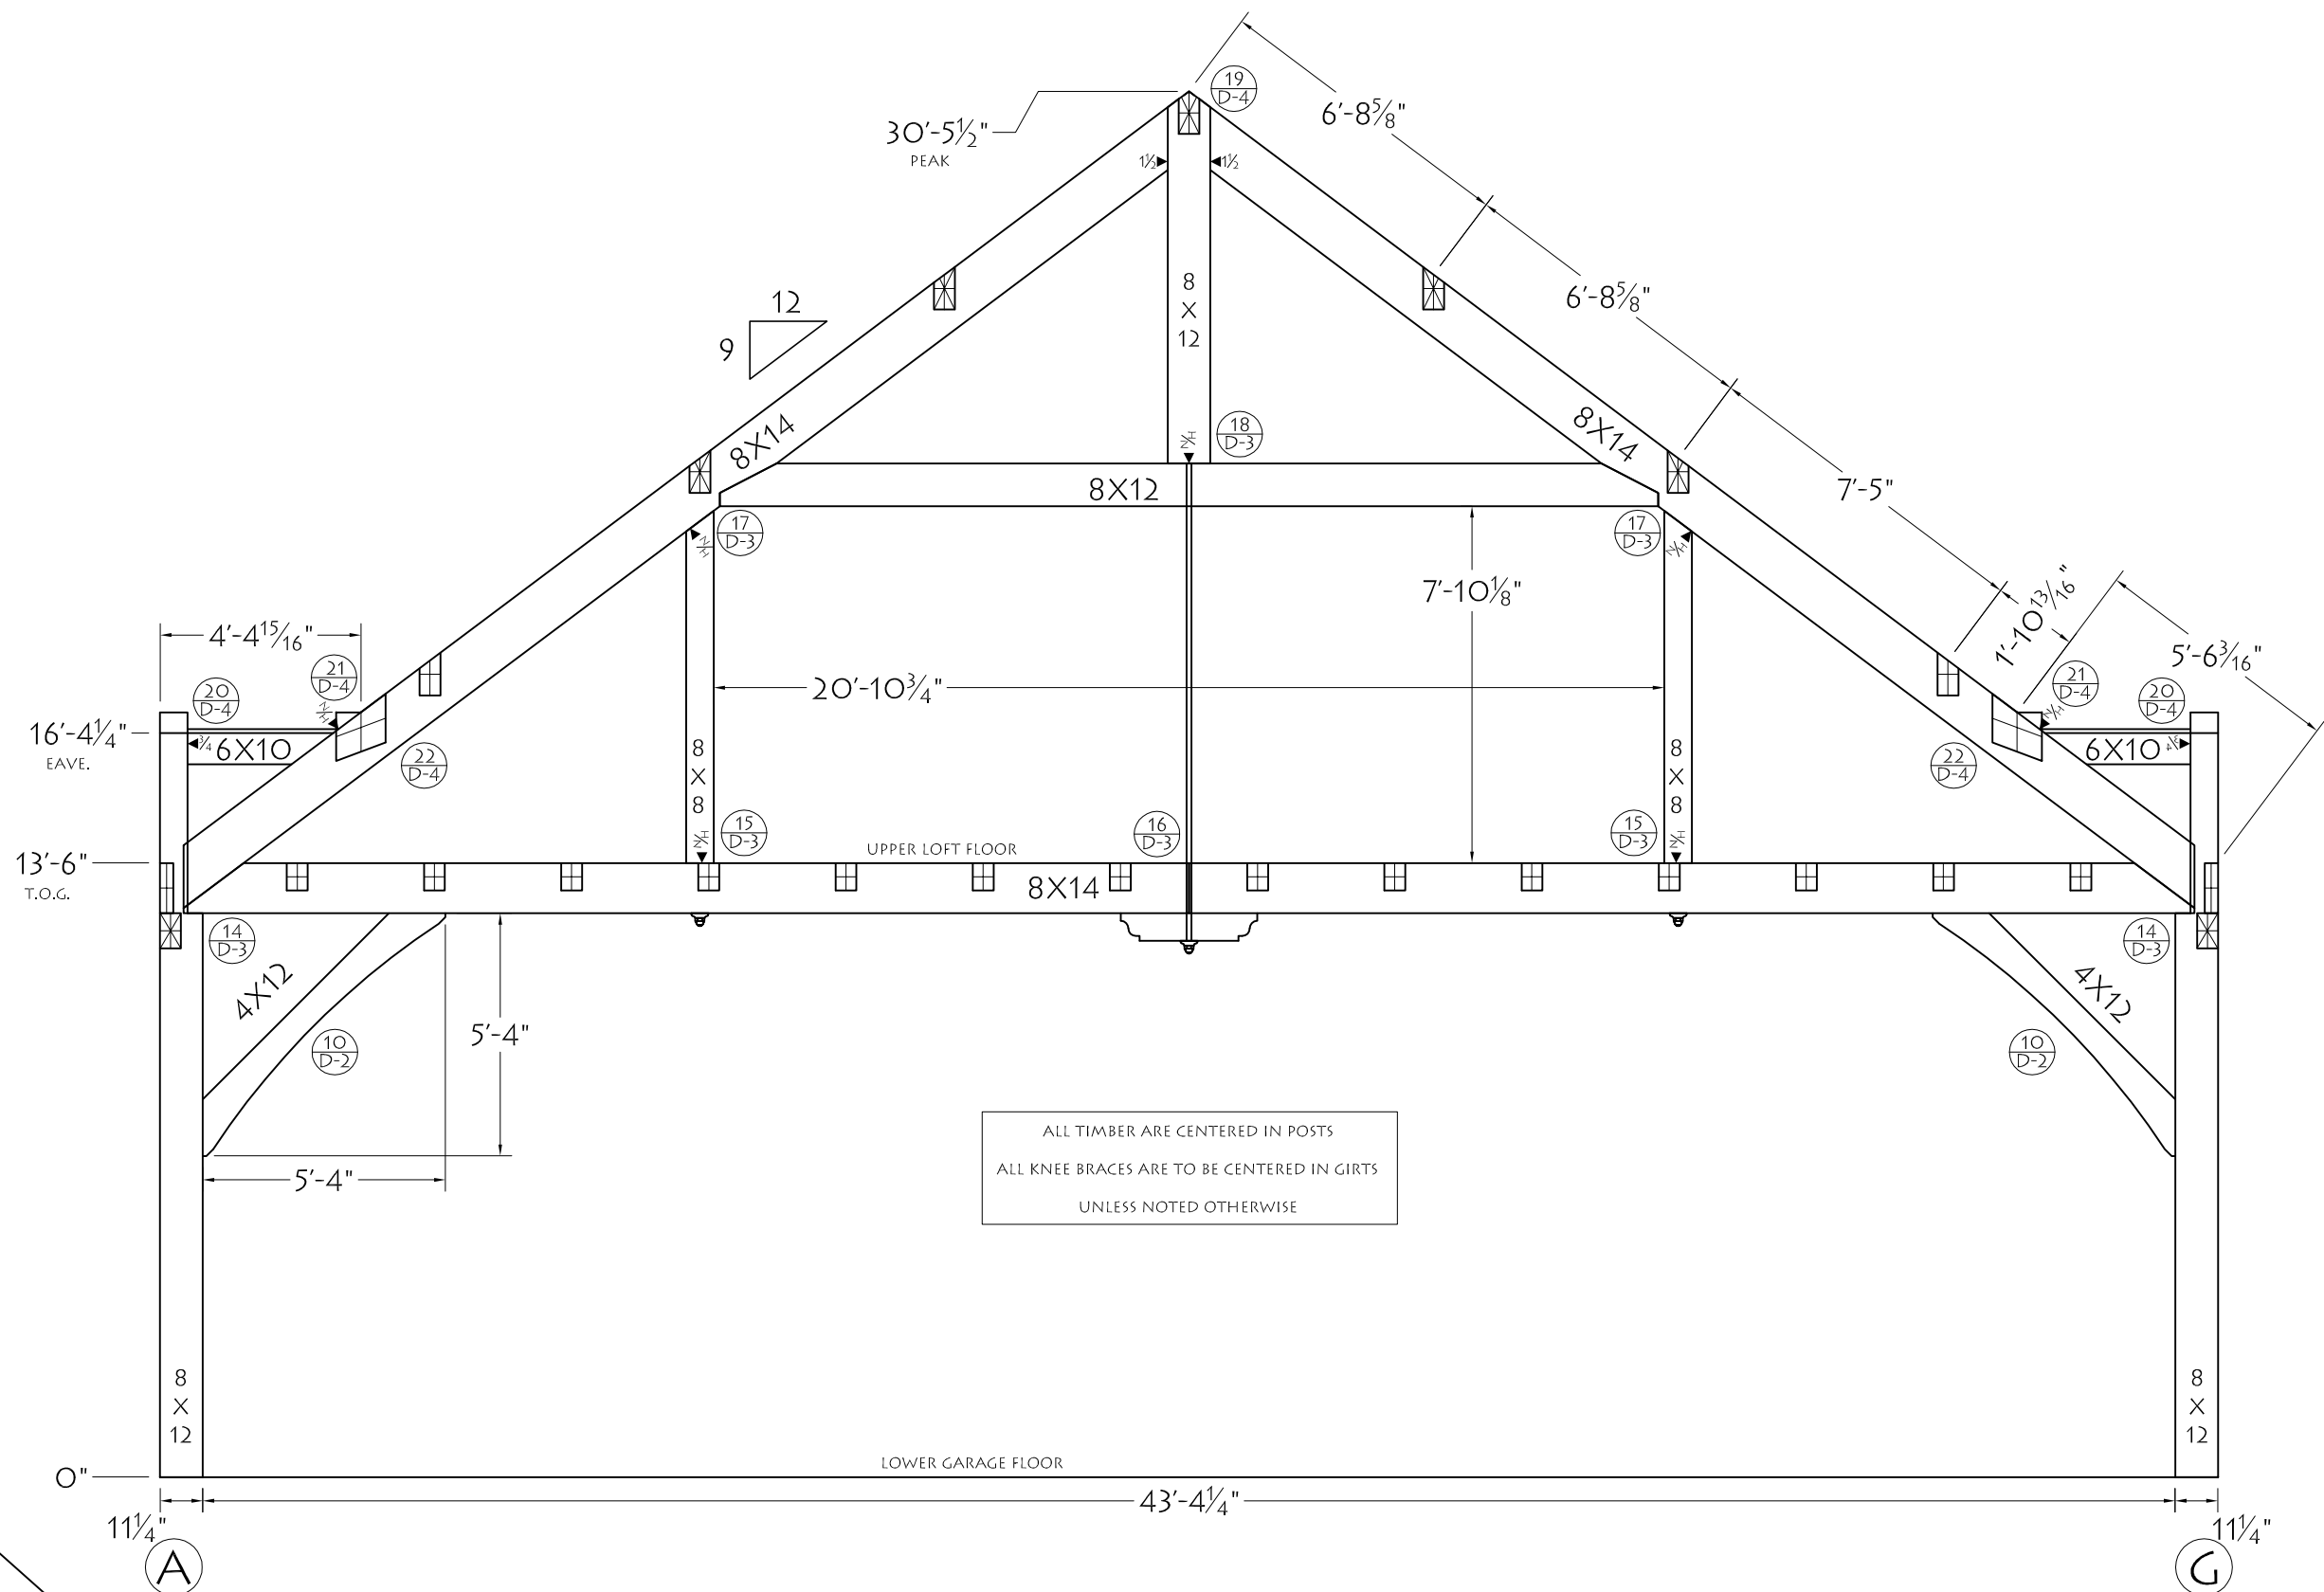 19
D-4
6'-8⅝"
30'-5½"
PEAK
1½
1½
6'-8⅝"
12
9
8
X
12
8X14
8X14
18
D-3
N/H
7'-5"
8X12
17
D-3
17
D-3
N/H
N/H
7'-10⅛"
1'-10 13/16"
4'-4 15/16"
5'-6 3/16"
21
D-4
21
D-4
20
D-4
20
D-4
N/H
N/H
20'-10¾"
16'-4¼"
EAVE.
¾
6X10
6X10
¾
22
D-4
22
D-4
8
X
8
8
X
8
15
D-3
16
D-3
15
D-3
N/H
N/H
UPPER LOFT FLOOR
13'-6"
T.O.G.
8X14
14
D-3
14
D-3
4X12
4X12
5'-4"
10
D-2
10
D-2
5'-4"
ALL TIMBER ARE CENTERED IN POSTS
ALL KNEE BRACES ARE TO BE CENTERED IN GIRTS
UNLESS NOTED OTHERWISE
8
X
12
8
X
12
LOWER GARAGE FLOOR
0"
43'-4¼"
11¼"
11¼"
A
G